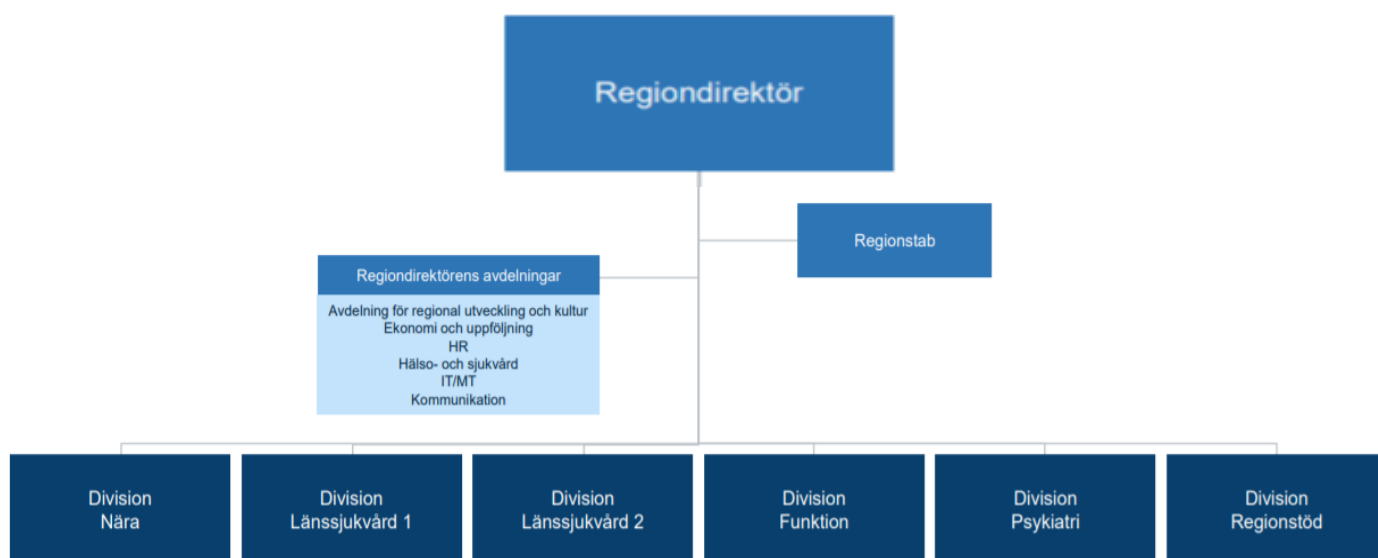 Regiondirektör
Regionstab
Regiondirektörens avdelningar
Avdelning för regional utveckling och kultur
Ekonomi och uppföljning
HR
Hälso- och sjukvård
IT/MT
Kommunikation
Division
Nära
Division
Länssjukvård 1
Division
Länssjukvård 2
Division
Funktion
Division
Psykiatri
Division
Regionstöd